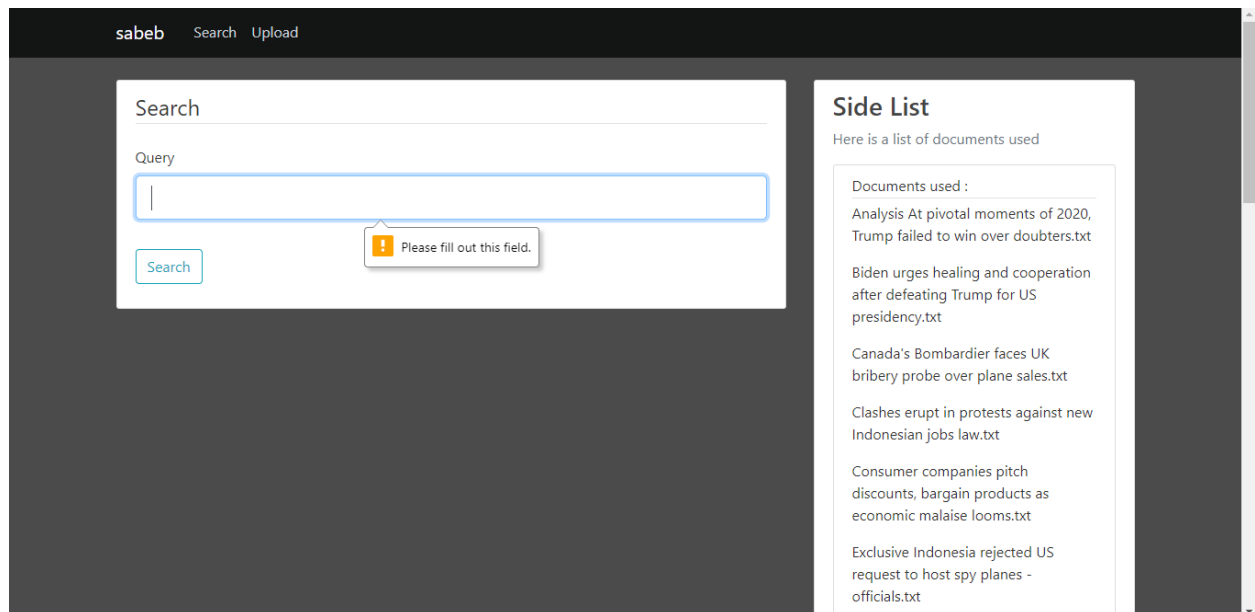 sabeb Search Upload
Search
Query
Please fill out this field.
Search
Side List
Here is a list of documents used
Documents used :
Analysis At pivotal moments of 2020,
Trump failed to win over doubters.txt
Biden urges healing and cooperation
after defeating Trump for US
presidency.txt
Canada's Bombardier faces UK
bribery probe over plane sales.txt
Clashes erupt in protests against new
Indonesian jobs law.txt
Consumer companies pitch
discounts, bargain products as
economic malaise looms.txt
Exclusive Indonesia rejected US
request to host spy planes -
officials.txt